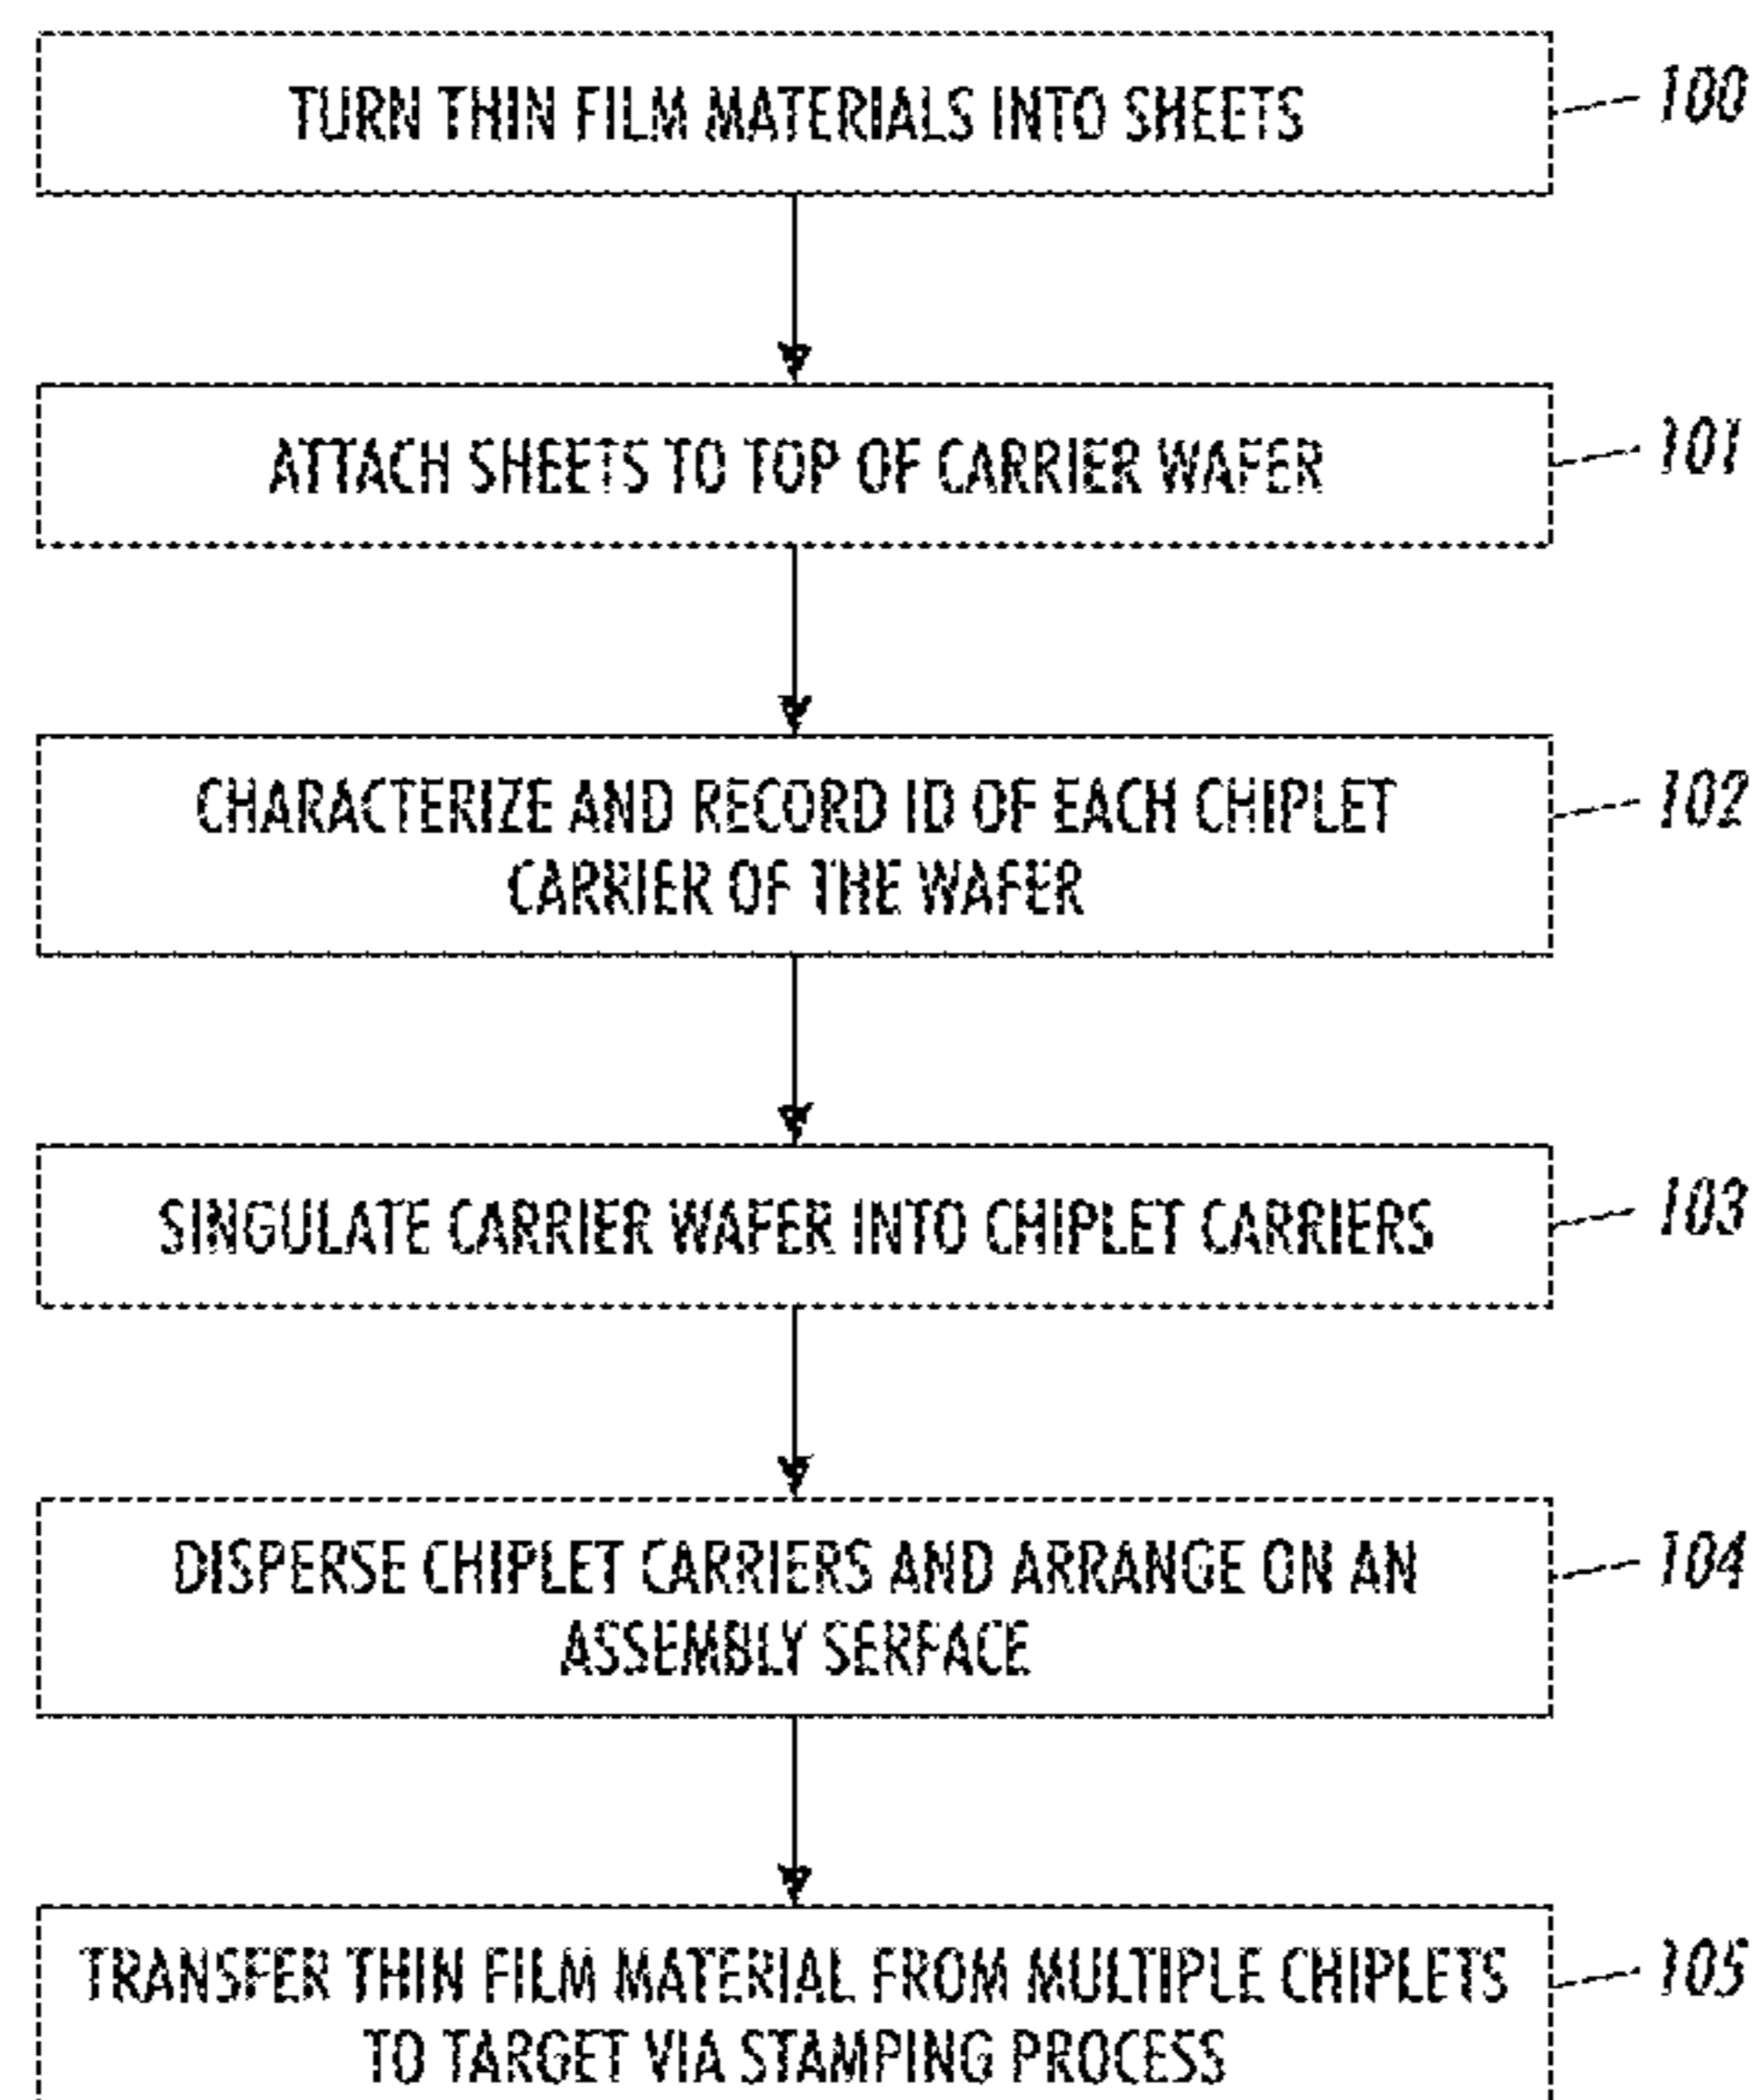 TURN THIN FILM MATERIALS INTO SHEETS
100
ATTACH SHEETS TO TOP OF CARRIER WAFER
101
CHARACTERIZE AND RECORD ID OF EACH CHIPLET
CARRIER OF THE WAFER
102
SINGULATE CARRIER WAFER INTO CHIPLET CARRIERS
103
DISPERSE CHIPLET CARRIERS AND ARRANGE ON AN
ASSEMBLY SERFACE
104
TRANSFER THIN FILM MATERIAL FROM MULTIPLE CHIPLETS
TO TARGET VIA STAMPING PROCESS
105